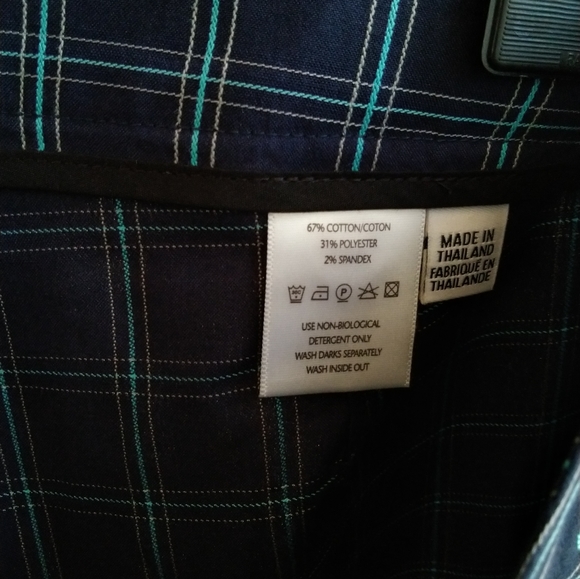 67% COTTON/COTON
31% POLYESTER
2% SPANDEX
USE NON-BIOLOGICAL
DETERGENT ONLY
WASH DARKS SEPARATELY
WASH INSIDE OUT
MADE IN
THAILAND
FABRIQUÉ EN
THAILANDE